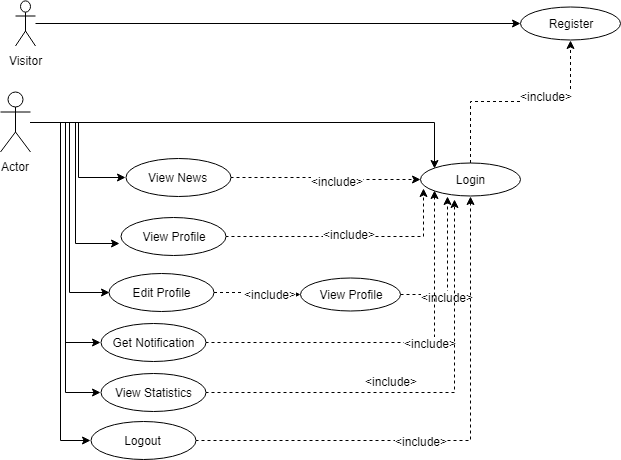 Register
Visitor
<include>
Actor
View News
<include>
Login
View Profile
<include>
Edit Profile
<include>
View Profile
<include>
Get Notification
<include>
View Statistics
<include>
Logout
<include>